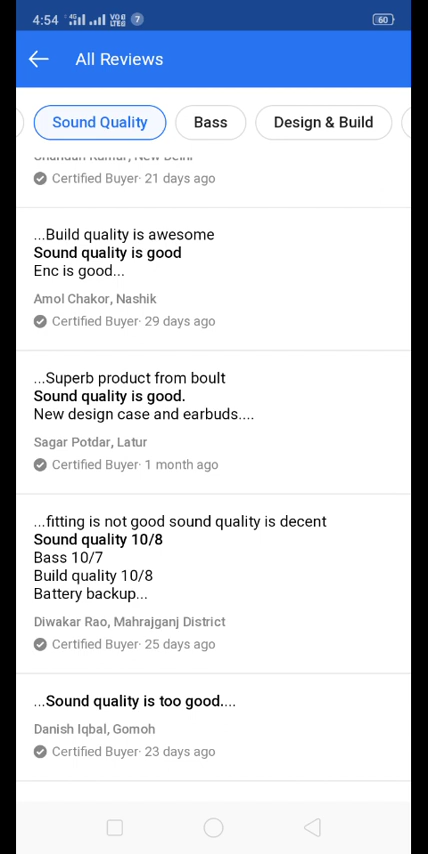 4:54
4G
VO
LTE
7
60
All Reviews
Sound Quality
Bass
Design & Build
Certified Buyer· 21 days ago
...Build quality is awesome
Sound quality is good
Enc is good...
Amol Chakor, Nashik
Certified Buyer· 29 days ago
...Superb product from boult
Sound quality is good.
New design case and earbuds....
Sagar Potdar, Latur
Certified Buyer· 1 month ago
...fitting is not good sound quality is decent
Sound quality 10/8
Bass 10/7
Build quality 10/8
Battery backup...
Diwakar Rao, Mahrajganj District
Certified Buyer· 25 days ago
...Sound quality is too good....
Danish Iqbal, Gomoh
Certified Buyer· 23 days ago